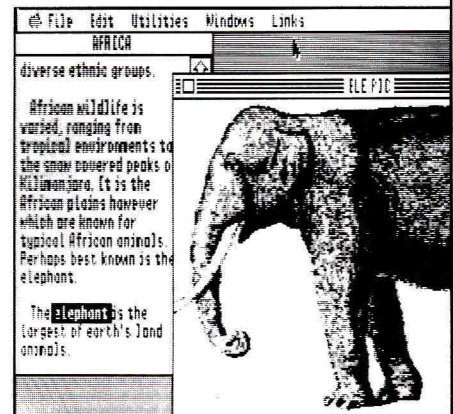 File Edit Utilities Windows Links
AFRICA
ELE PIC
diverse ethnic groups.
African wildlife is
varied, ranging from
tropical environments to
the snow covered peaks o
Kilimanjaro. It is the
African plains however
which are known for
typical African animals.
Perhaps best known is the
elephant.
The elephant is the
largest of earth's land
animals.